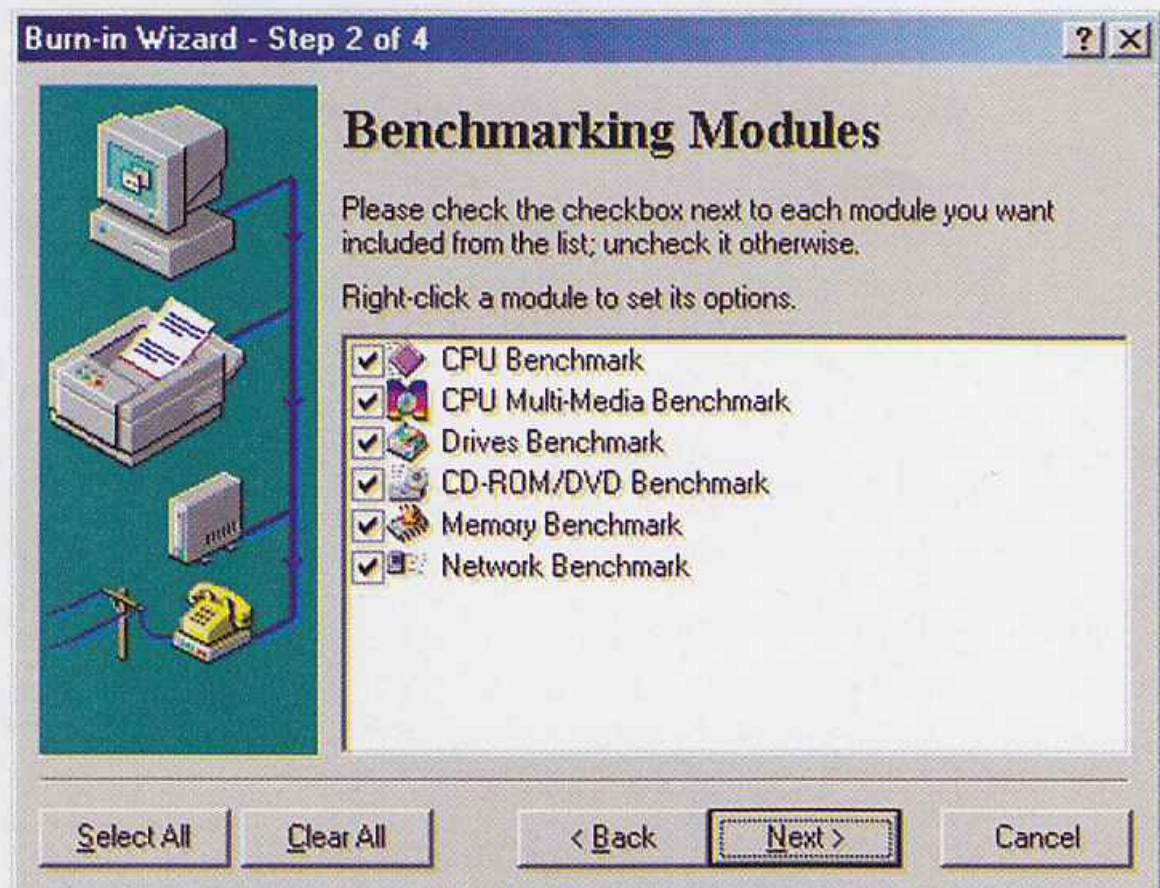 Burn-in Wizard - Step 2 of 4
Benchmarking Modules
Please check the checkbox next to each module you want
included from the list; uncheck it otherwise.
Right-click a module to set its options.
CPU Benchmark
CPU Multi-Media Benchmark
Drives Benchmark
CD-ROM/DVD Benchmark
Memory Benchmark
Network Benchmark
Select All
Clear All
< Back
Next >
Cancel